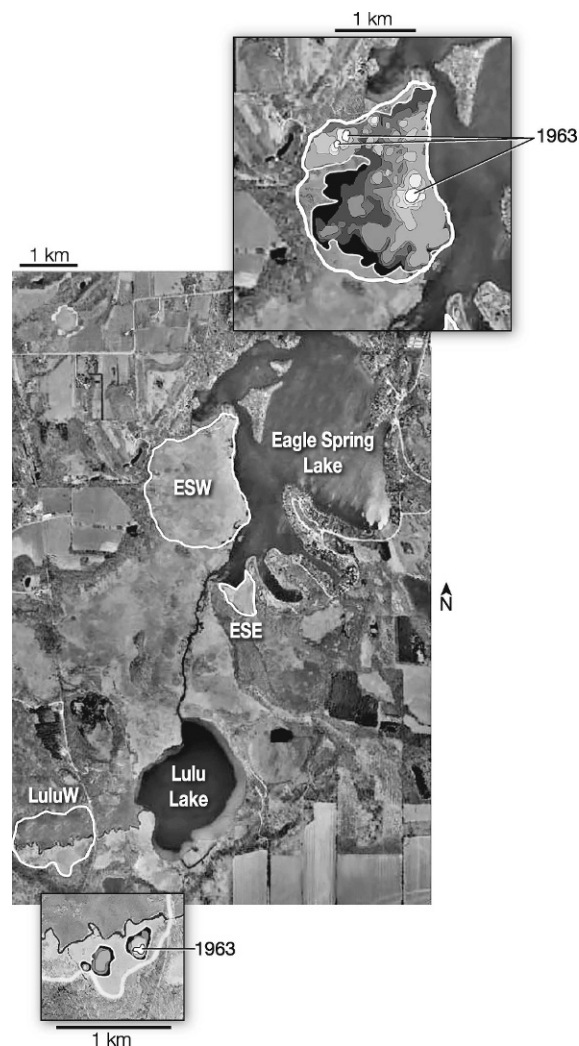 1 km
1963
1 km
Eagle Spring
Lake
ESW
N
ESE
Lulu
Lake
LuluW
1963
1 km